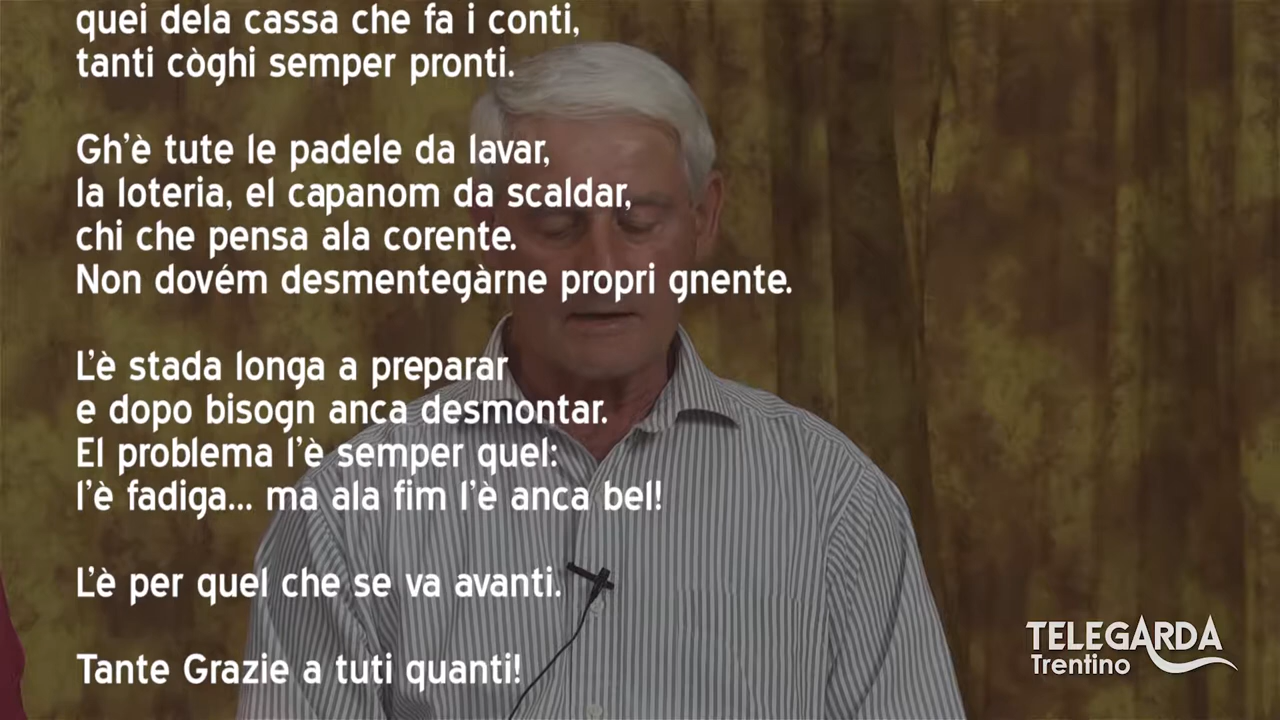 quei dela cassa che fa i conti,
tanti còghi semper pronti.
Gh'è tute le padele da lavar,
la loteria, el capanom da scaldar,
chi che pensa ala corente.
Non dovém desmentegàrne propri gnente.
L'è stada longa a preparar
e dopo bisogn anca desmontar.
El problema l'è semper quel:
l'è fadiga... ma ala fim l'è anca bel!
L'è per quel che se va avanti.
Tante Grazie a tuti quanti!
TELEGARDA
Trentino